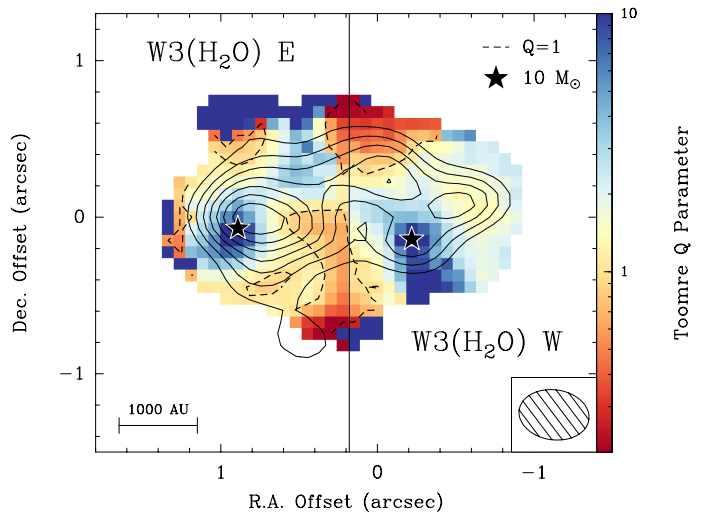 W3(H₂O) E
Q=1
10 M☉
10
1
0
−1
1
Toomre Q Parameter
Dec. Offset (arcsec)
W3(H₂O) W
1000 AU
1
0
−1
R.A. Offset (arcsec)